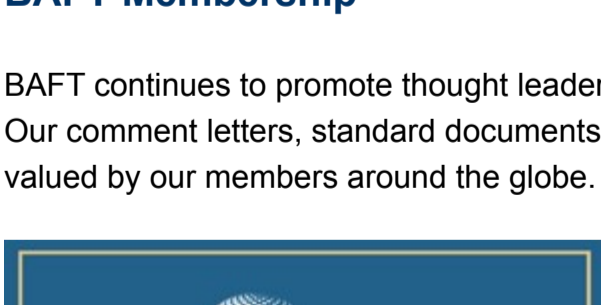 BAFT Membership
BAFT continues to promote thought leader
Our comment letters, standard documents
valued by our members around the globe.